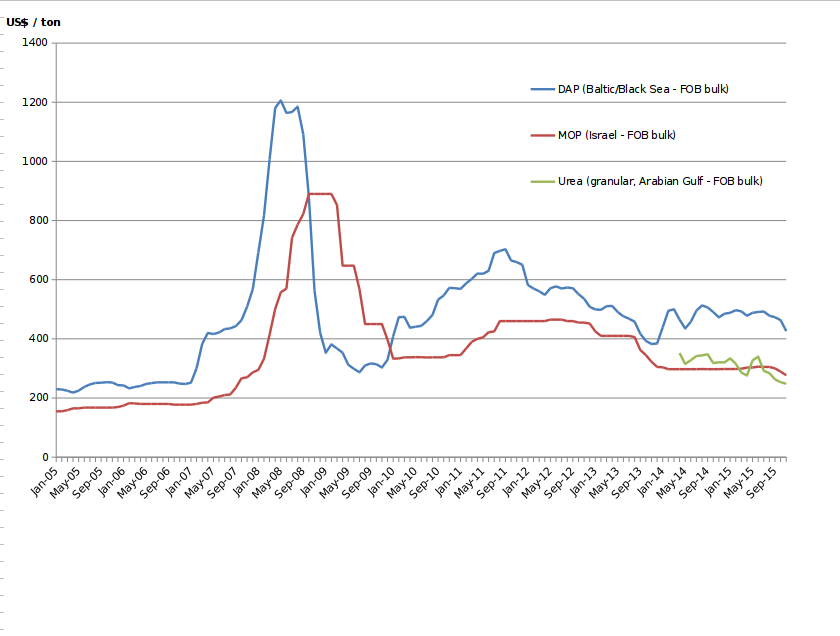 US$ / ton
1400
1200
1000
800
600
400
200
0
DAP (Baltic/Black Sea - FOB bulk)
MOP (Israel - FOB bulk)
Urea (granular, Arabian Gulf - FOB bulk)
Jan-05
May-05
Sep-05
Jan-06
May-06
Sep-06
Jan-07
May-07
Sep-07
Jan-08
May-08
Sep-08
Jan-09
May-09
Sep-09
Jan-10
May-10
Sep-10
Jan-11
May-11
Sep-11
Jan-12
May-12
Sep-12
Jan-13
May-13
Sep-13
Jan-14
May-14
Sep-14
Jan-15
May-15
Sep-15